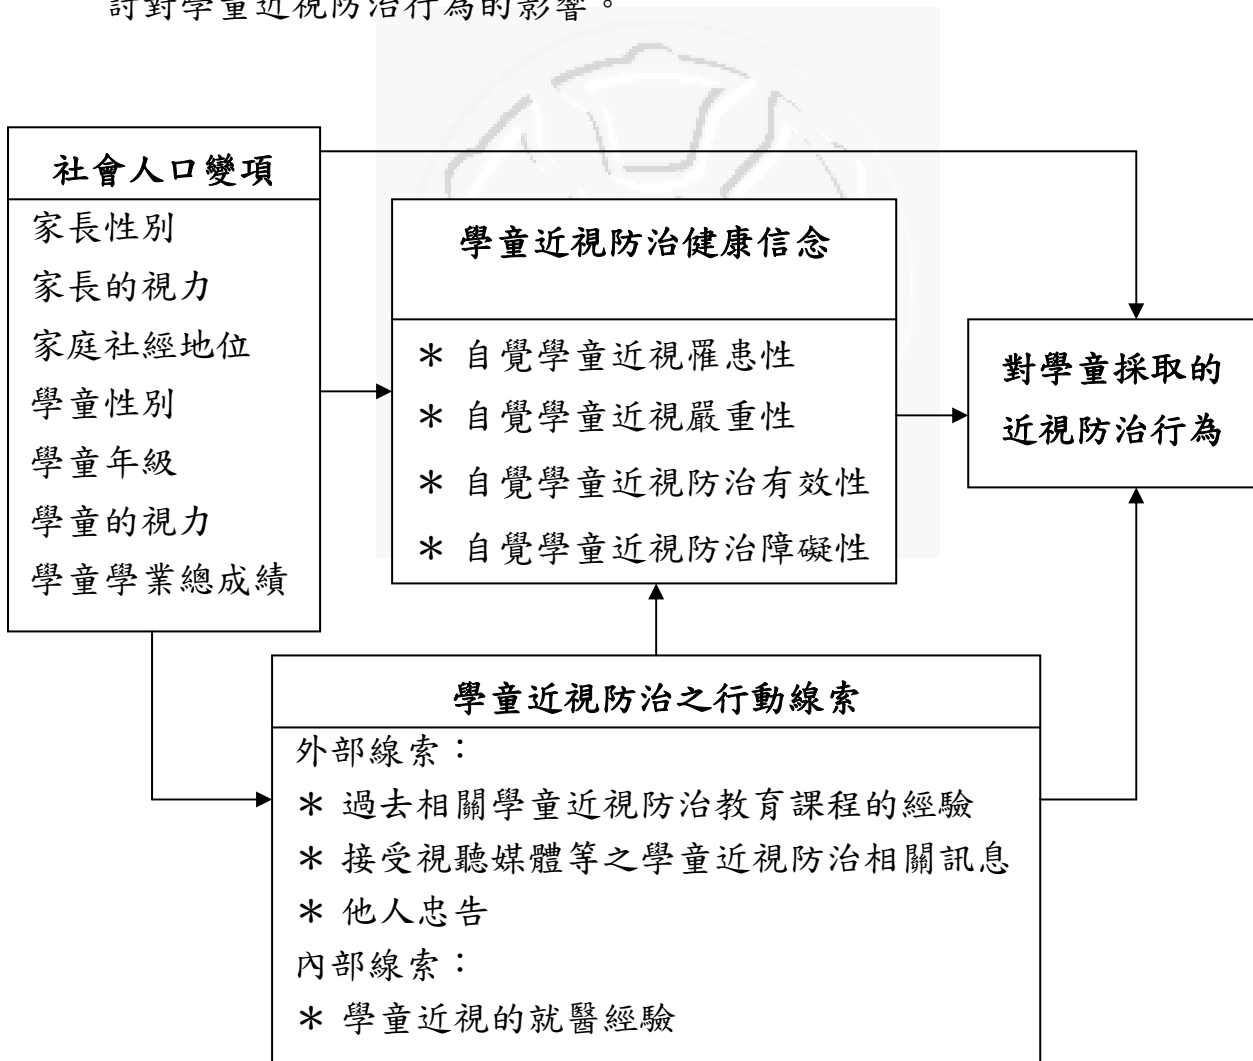 討對學童近視防治行為的影響。
社會人口變項
家長性別
家長的視力
家庭社經地位
學童性別
學童年級
學童的視力
學童學業總成績
學童近視防治健康信念
＊ 自覺學童近視罹患性
＊ 自覺學童近視嚴重性
＊ 自覺學童近視防治有效性
＊ 自覺學童近視防治障礙性
對學童採取的
近視防治行為
學童近視防治之行動線索
外部線索：
＊ 過去相關學童近視防治教育課程的經驗
＊ 接受視聽媒體等之學童近視防治相關訊息
＊ 他人忠告
內部線索：
＊ 學童近視的就醫經驗